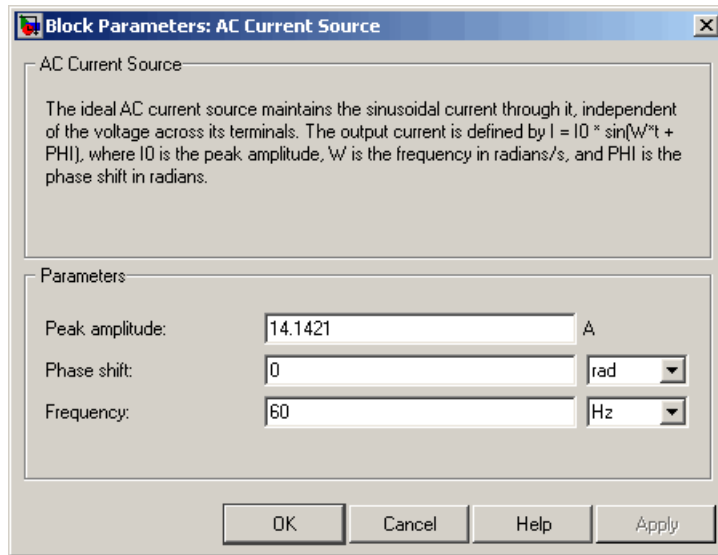 Block Parameters: AC Current Source
AC Current Source
The ideal AC current source maintains the sinusoidal current through it, independent
of the voltage across its terminals. The output current is defined by I = I0 * sin(W*t +
PHI), where I0 is the peak amplitude, W is the frequency in radians/s, and PHI is the
phase shift in radians.
Parameters
Peak amplitude: 14.1421 A
Phase shift: 0 rad
Frequency: 60 Hz
OK Cancel Help Apply